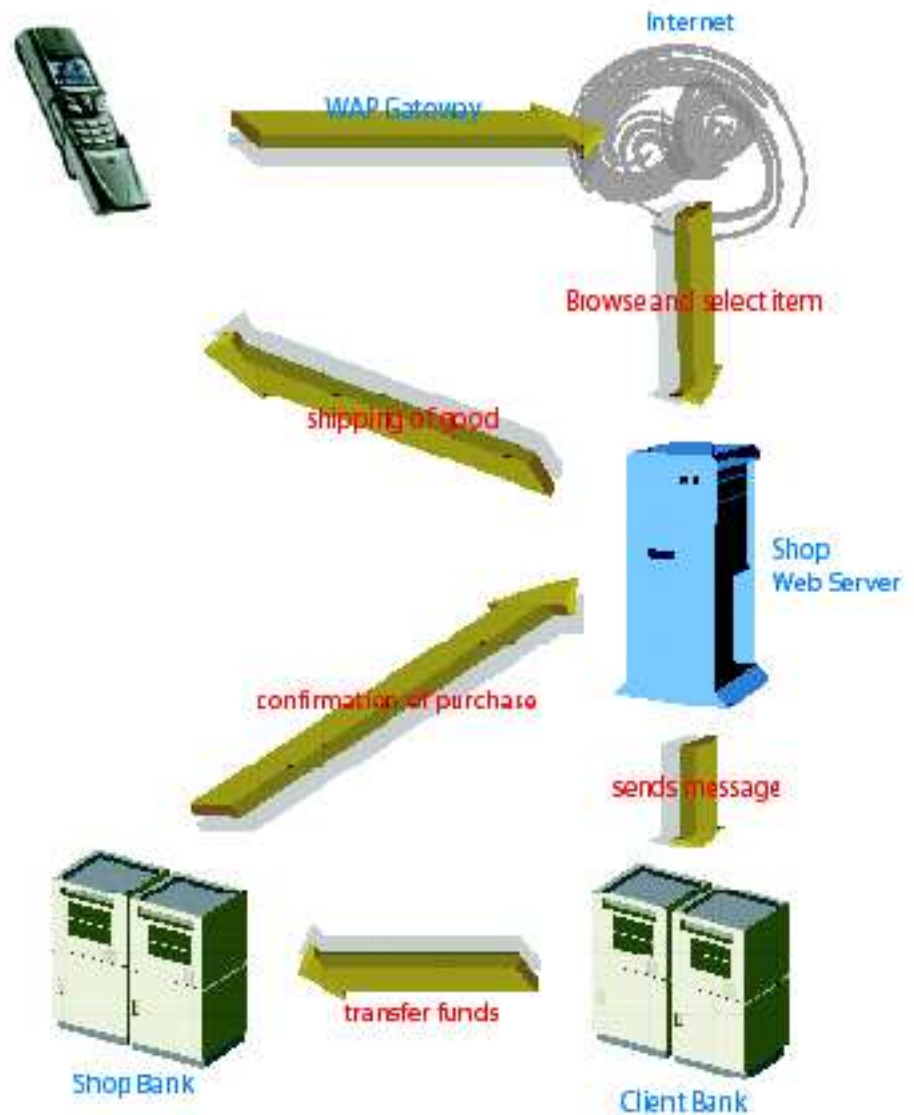 Internet
WAP Gateway
Browse and select item
shipping of good
Shop
Web Server
confirmation of purchase
sends message
transfer funds
Shop Bank
Client Bank